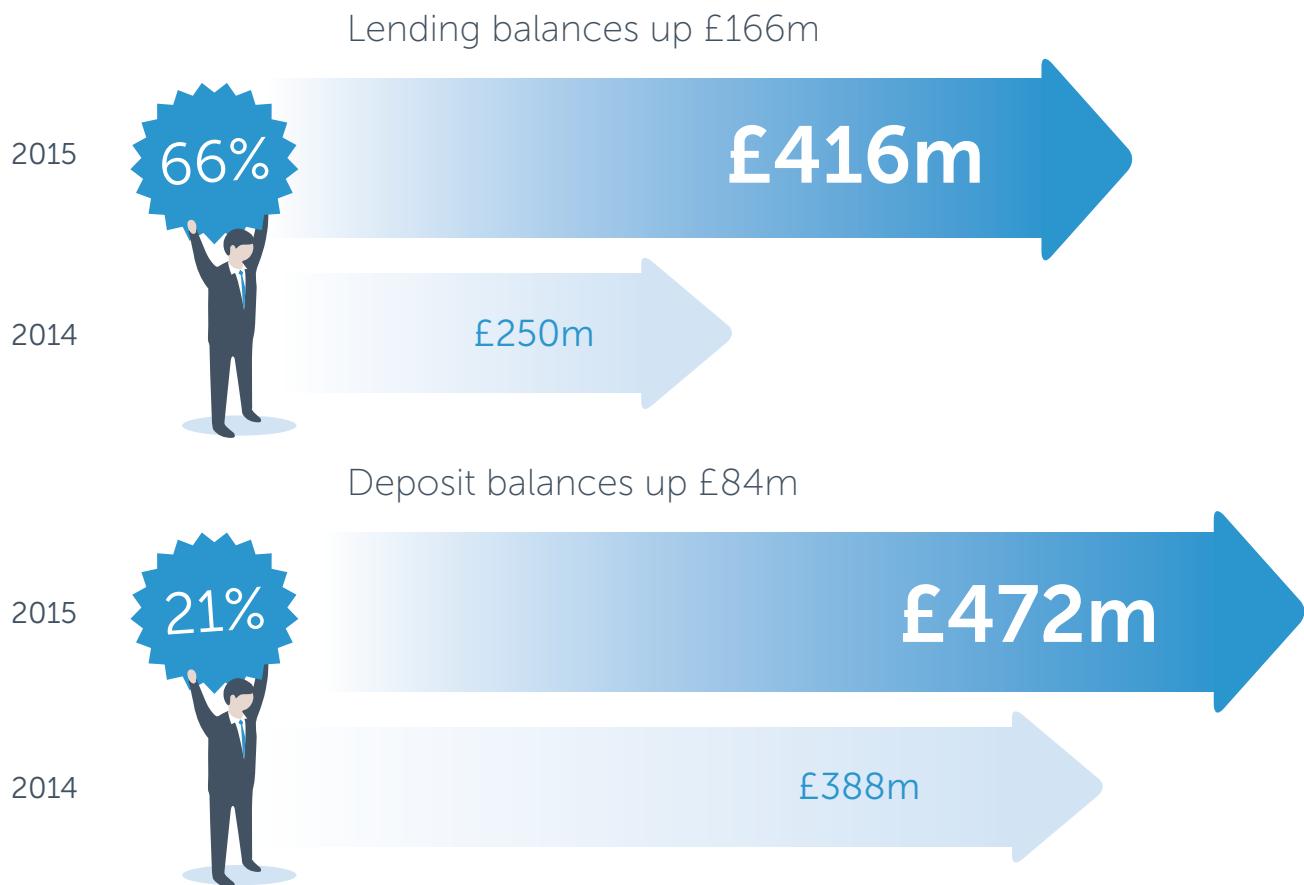 Lending balances up £166m
2015
66%
£416m
2014
£250m
Deposit balances up £84m
2015
21%
£472m
2014
£388m